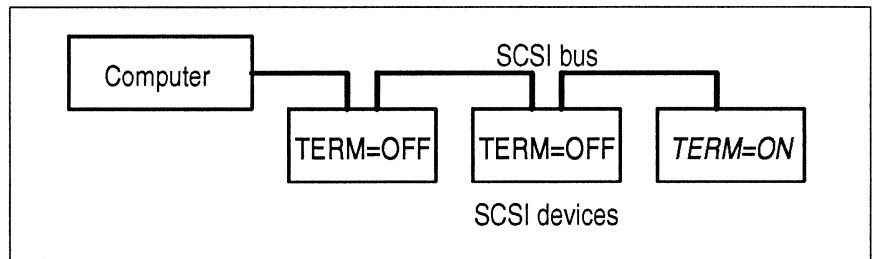 SCSI bus
Computer
TERM=OFF
TERM=OFF
TERM=ON
SCSI devices